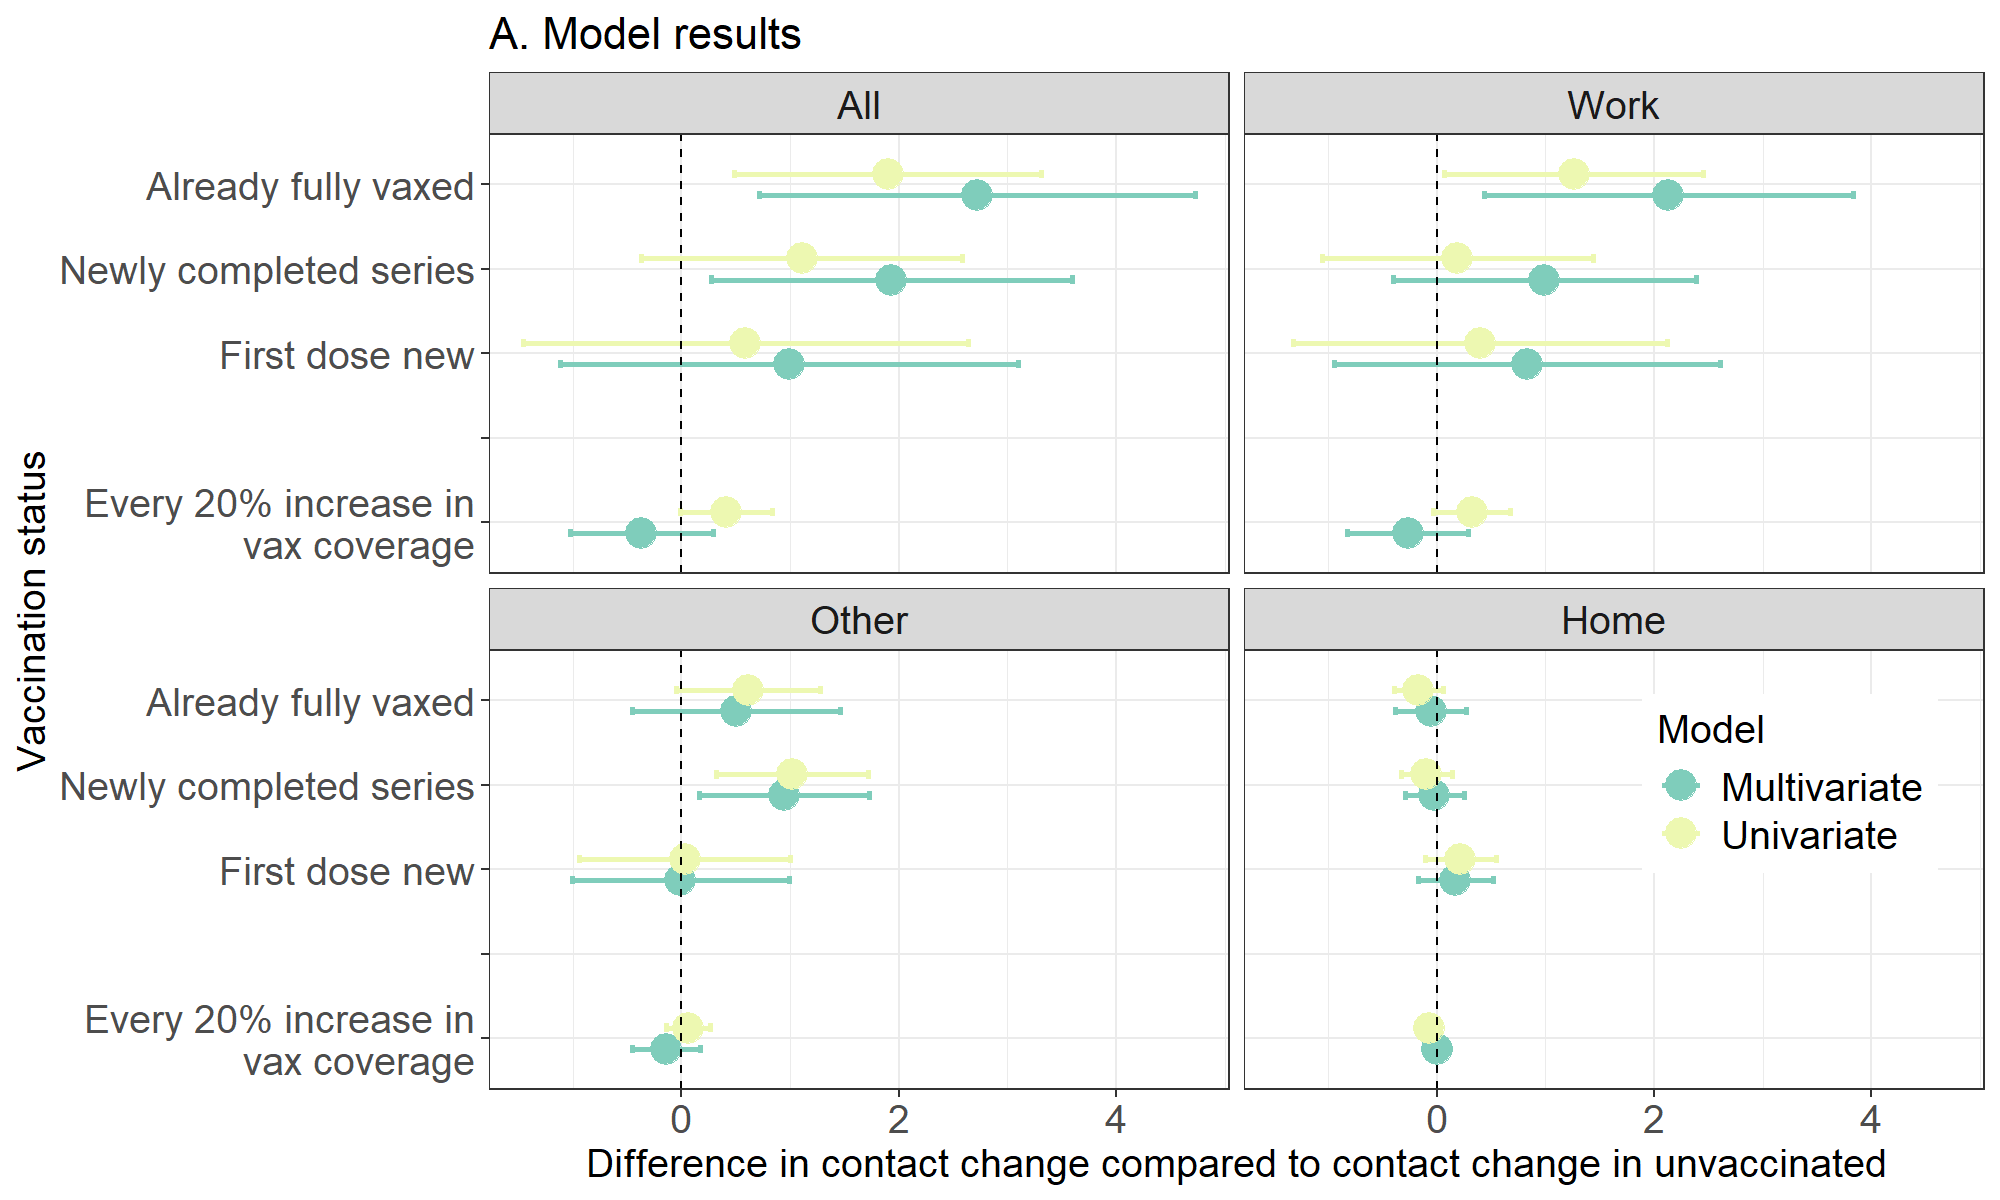 A. Model results
All
Work
Already fully vaxed
Newly completed series
First dose new
Every 20% increase in
vax coverage
Vaccination status
Other
Home
Already fully vaxed
Newly completed series
First dose new
Every 20% increase in
vax coverage
Model
Multivariate
Univariate
0 2 4
0 2 4
Difference in contact change compared to contact change in unvaccinated